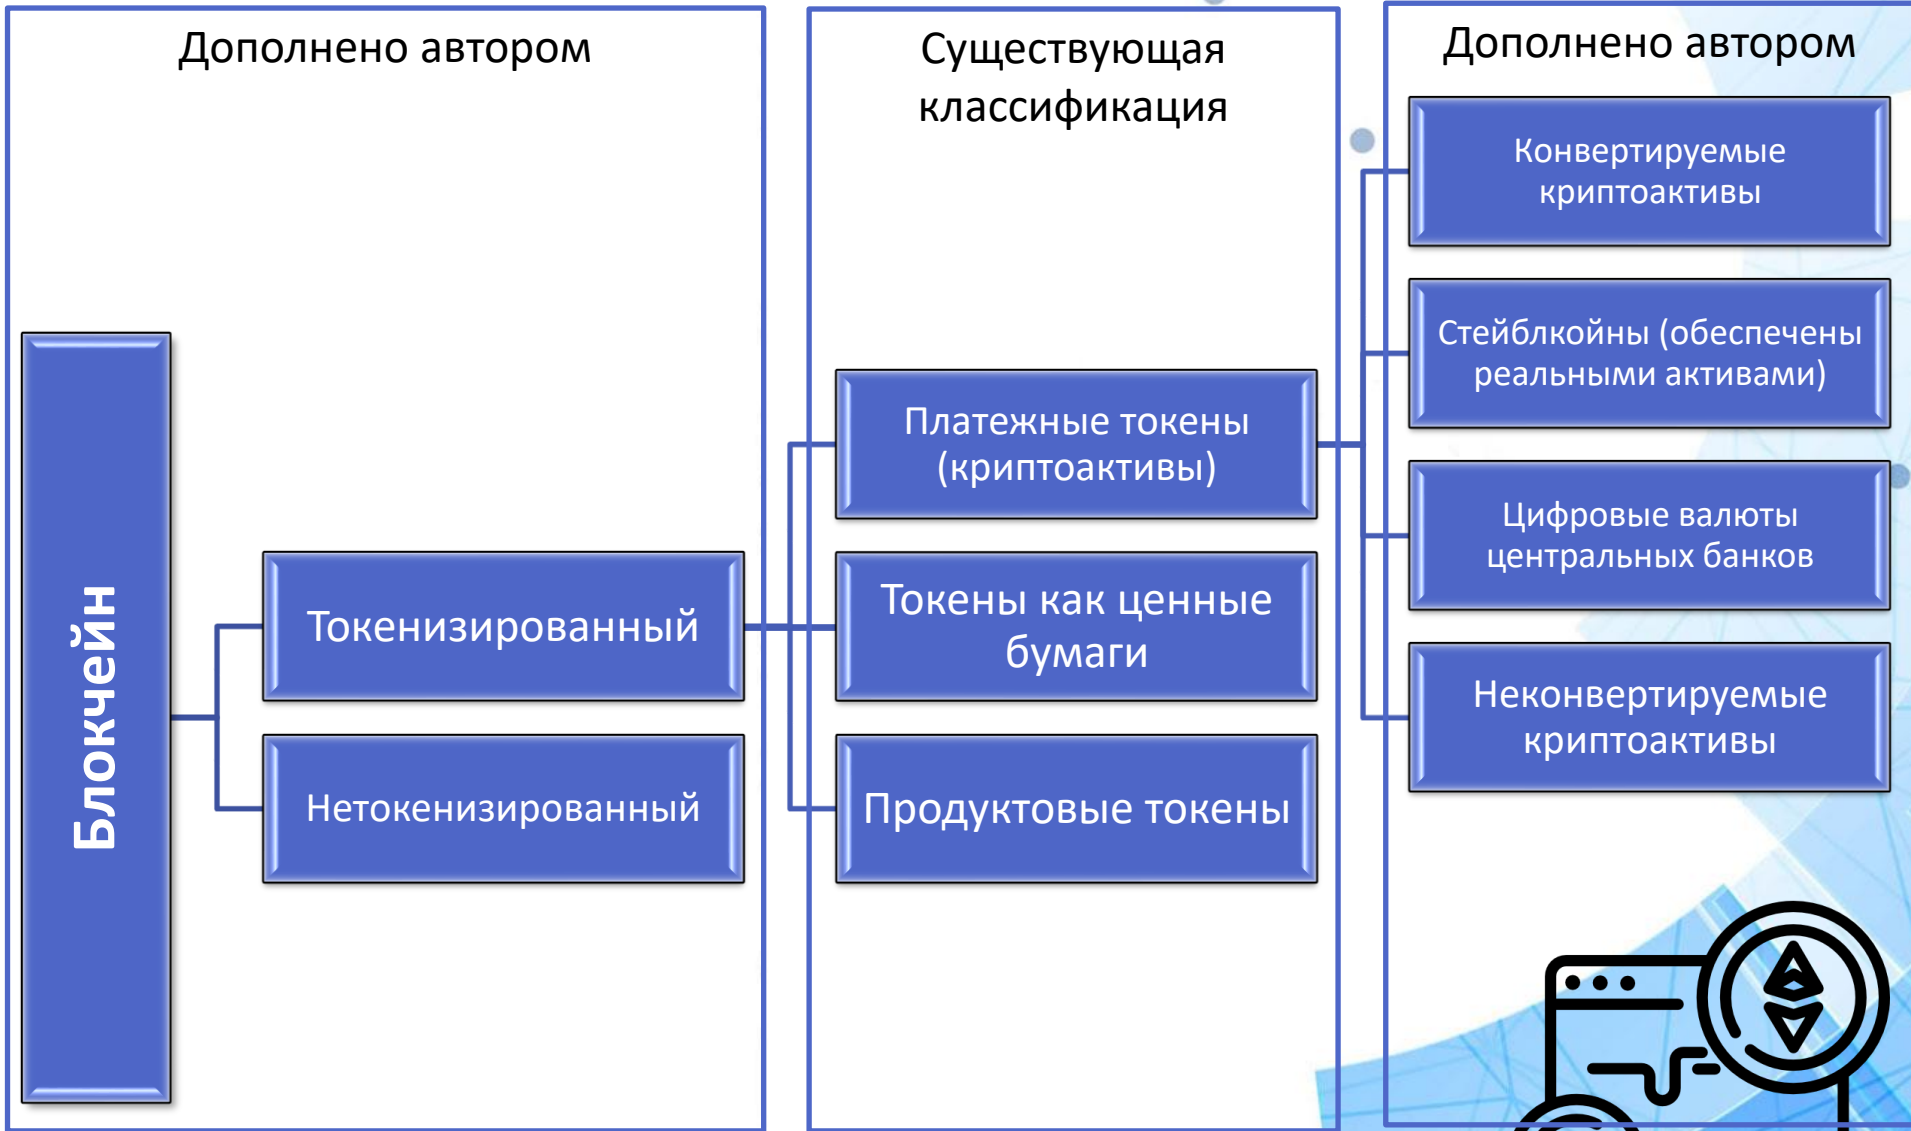 Дополнено автором
Блокчейн
Токенизированный
Нетокенизированный
Существующая
классификация
Платежные токены
(криптоактивы)
Токены как ценные
бумаги
Продуктовые токены
Дополнено автором
Конвертируемые
криптоактивы
Стейблкойны (обеспечены
реальными активами)
Цифровые валюты
центральных банков
Неконвертируемые
криптоактивы